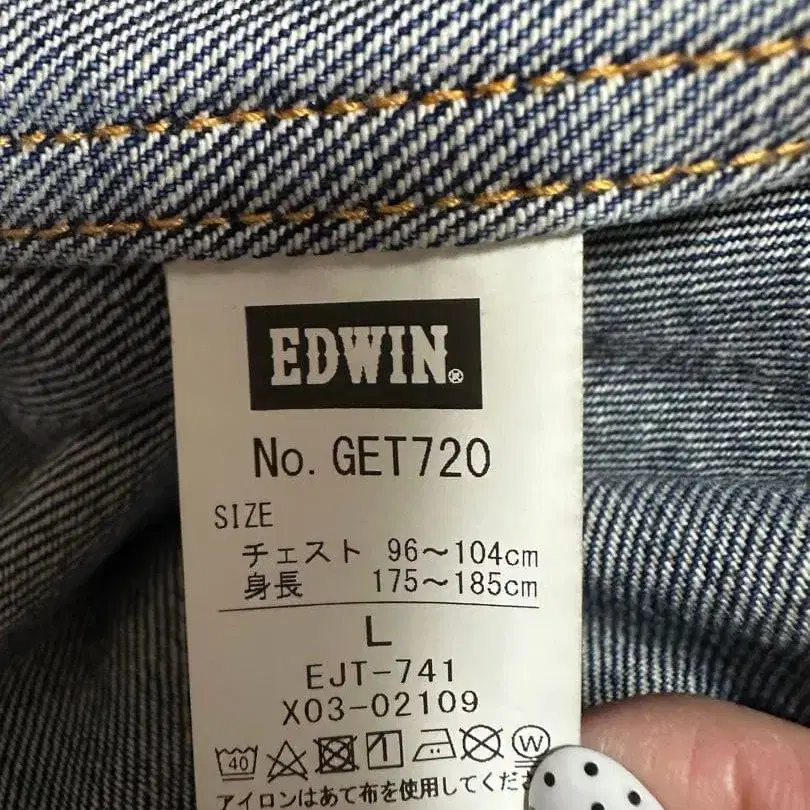 EDWIN®
No. GET720
SIZE
チェスト 96～104cm
身長 175～185cm
L
EJT-741
X03-02109
40 W
アイロンはあて布を使用してくだ